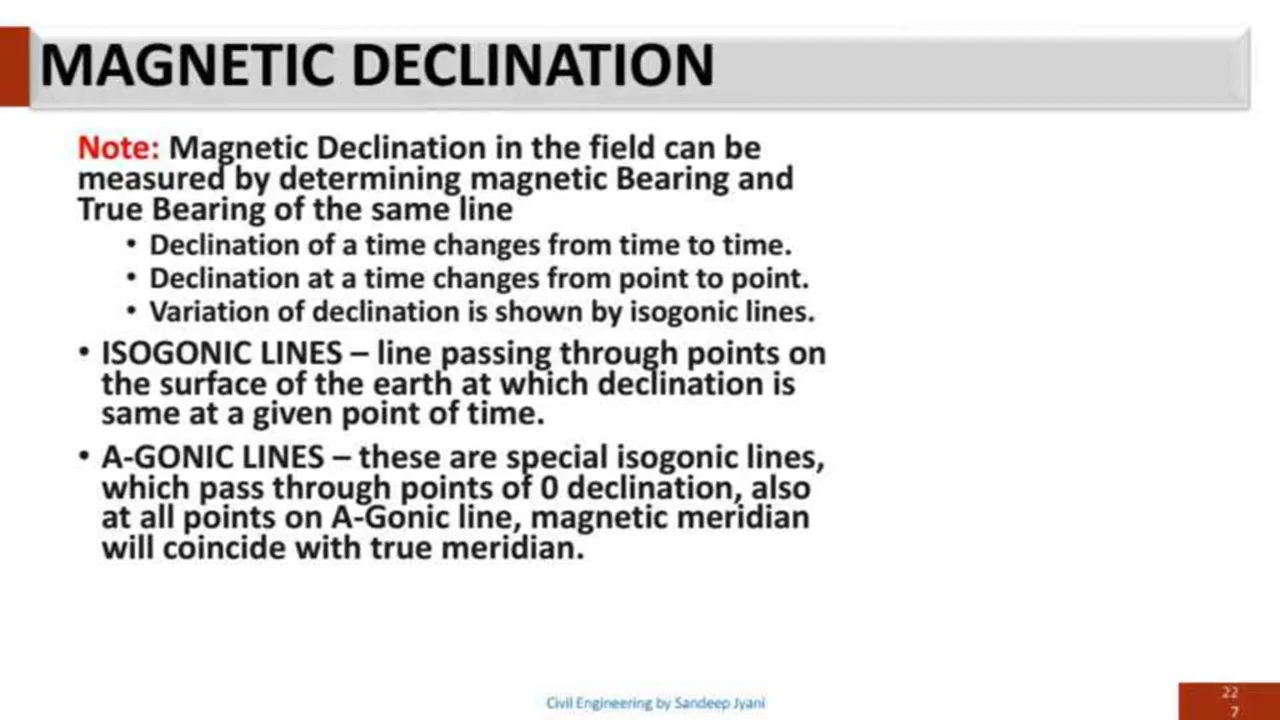 MAGNETIC DECLINATION
Note: Magnetic Declination in the field can be
measured by determining magnetic Bearing and
True Bearing of the same line
• Declination of a time changes from time to time.
• Declination at a time changes from point to point.
• Variation of declination is shown by isogonic lines.
• ISOGONIC LINES – line passing through points on
the surface of the earth at which declination is
same at a given point of time.
• A-GONIC LINES – these are special isogonic lines,
which pass through points of 0 declination, also
at all points on A-Gonic line, magnetic meridian
will coincide with true meridian.
Civil Engineering by Sandeep Jyani
22
7